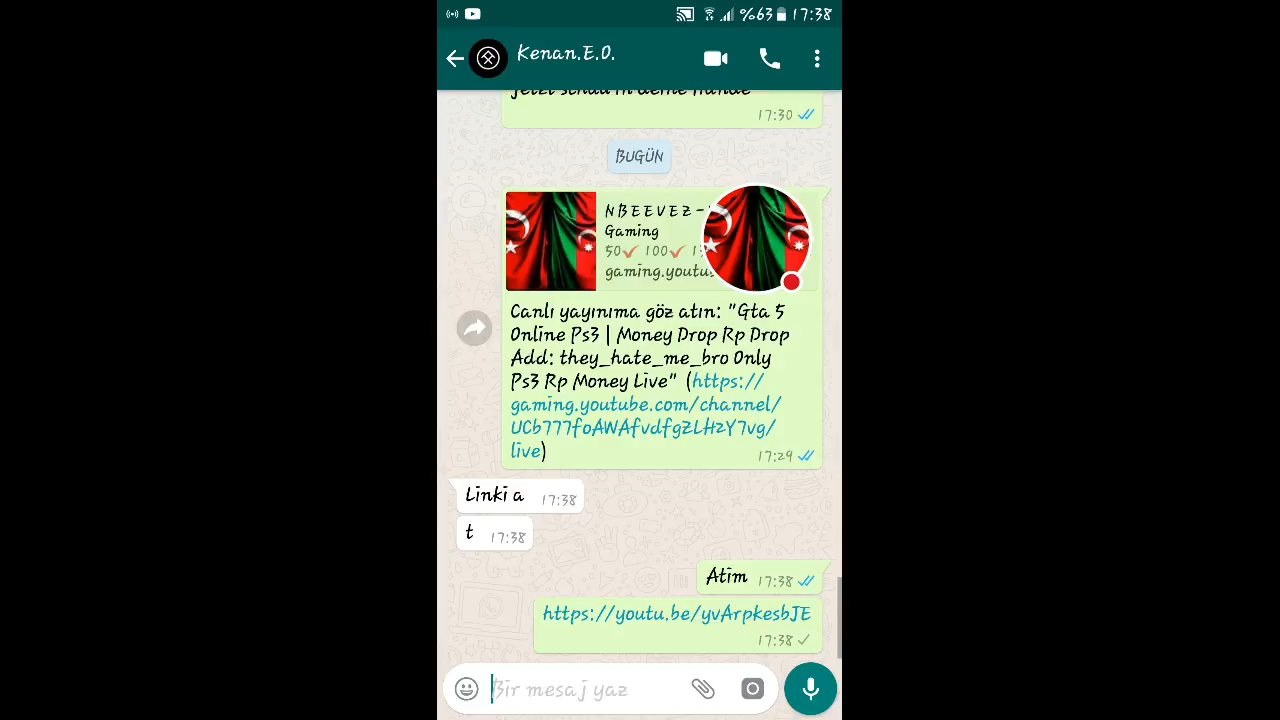 %63 17:38
Kenan.E.O.
17:30
BUGÜN
NBEEVEZ-
Gaming
50✓ 100✓ 1
gaming.youtu
Canlı yayınıma göz atın: "Gta 5
Online Ps3 | Money Drop Rp Drop
Add: they_hate_me_bro Only
Ps3 Rp Money Live" (https://
gaming.youtube.com/channel/
UCb777foAWAfvdfgZLHzY7vg/
live)
17:29
Linki a 17:38
t 17:38
Atim 17:38
https://youtu.be/yvArpkesbJE
17:38
Bir mesaj yaz